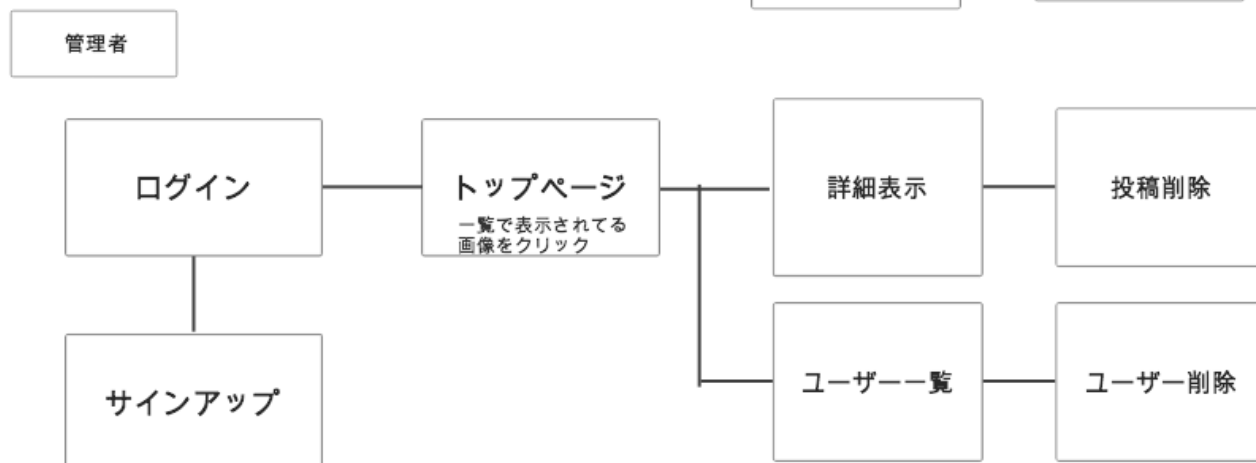 管理者
ログイン
トップページ
一覧で表示されてる
画像をクリック
詳細表示
投稿削除
サインアップ
ユーザー一覧
ユーザー削除